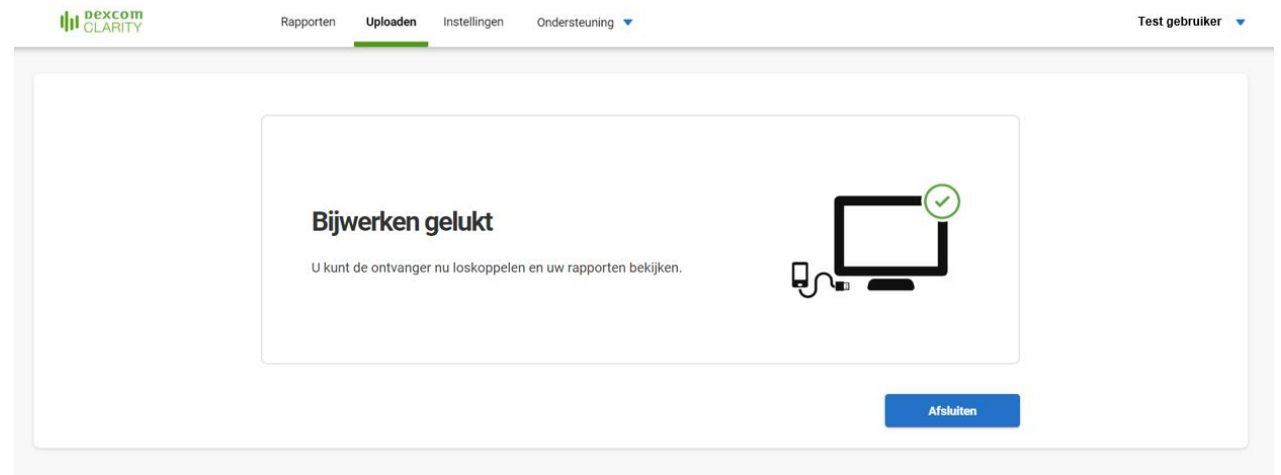 Dexcom
CLARITY
Rapporten Uploaden Instellingen Ondersteuning Test gebruiker
Bijwerken gelukt
U kunt de ontvanger nu loskoppelen en uw rapporten bekijken.
Afsluiten